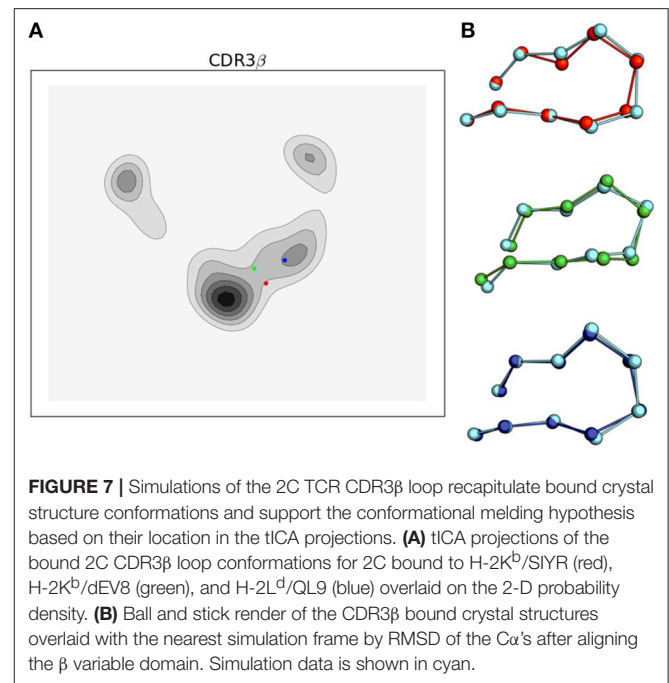 A
B
CDR3β
FIGURE 7 | Simulations of the 2C TCR CDR3β loop recapitulate bound crystal
structure conformations and support the conformational melding hypothesis
based on their location in the tICA projections. (A) tICA projections of the
bound 2C CDR3β loop conformations for 2C bound to H-2Kᵇ/SIYR (red),
H-2Kᵇ/dEV8 (green), and H-2Lᵈ/QL9 (blue) overlaid on the 2-D probability
density. (B) Ball and stick render of the CDR3β bound crystal structures
overlaid with the nearest simulation frame by RMSD of the Cα's after aligning
the β variable domain. Simulation data is shown in cyan.